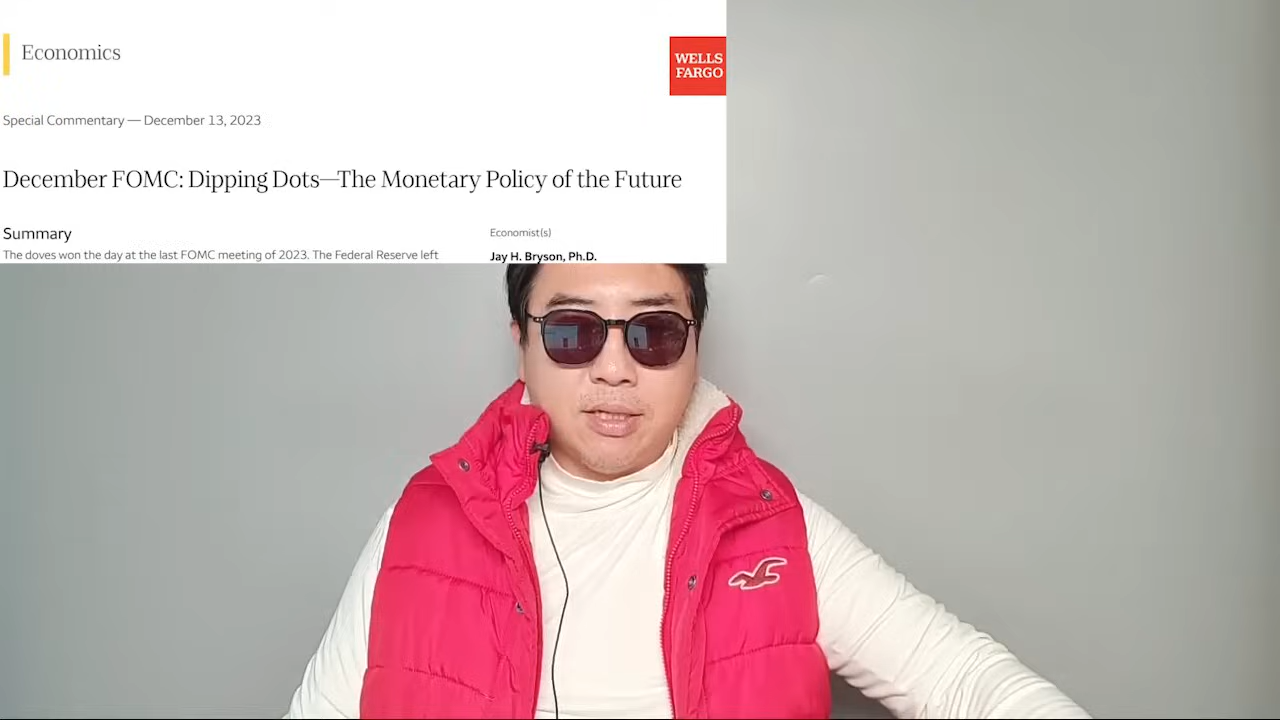 Economics
WELLS
FARGO
Special Commentary — December 13, 2023
December FOMC: Dipping Dots—The Monetary Policy of the Future
Summary
Economist(s)
The doves won the day at the last FOMC meeting of 2023. The Federal Reserve left
Jay H. Bryson, Ph.D.